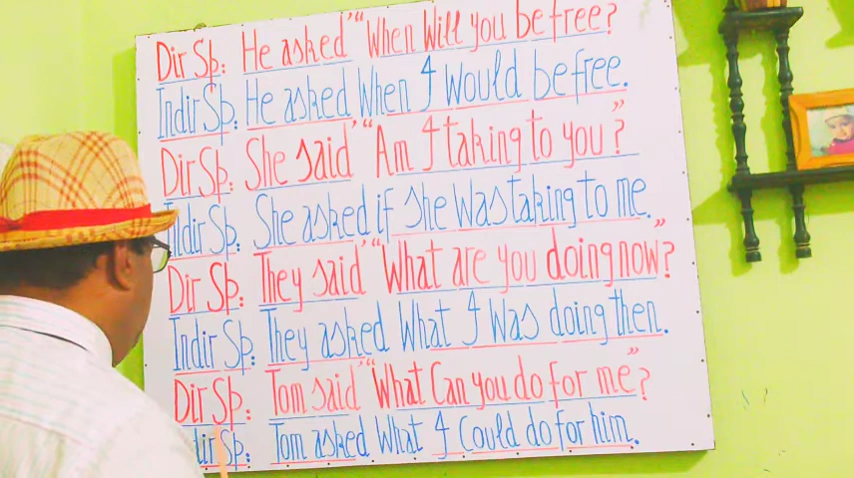 Dir Sp: He asked "When Will you be free?
Indir Sp: He asked When I would be free.
Dir Sp: She said "Am I taking to you?"
Indir Sp: She asked if she was taking to me.
Dir Sp: They said "What are you doing now"?
Indir Sp: They asked What I Was doing then.
Dir Sp: Tom said "What Can you do for me"?
Indir Sp: Tom asked What I Could do for him.